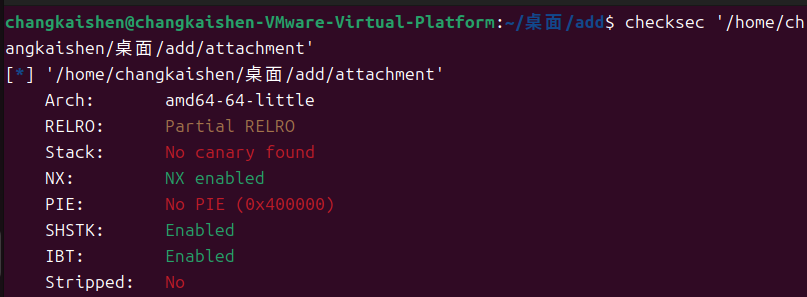 changkaishen@changkaishen-VMware-Virtual-Platform:~/桌面/add$ checksec '/home/ch
angkaishen/桌面/add/attachment'
[*] '/home/changkaishen/桌面/add/attachment'
    Arch:       amd64-64-little
    RELRO:      Partial RELRO
    Stack:      No canary found
    NX:         NX enabled
    PIE:        No PIE (0x400000)
    SHSTK:      Enabled
    IBT:        Enabled
    Stripped:   No